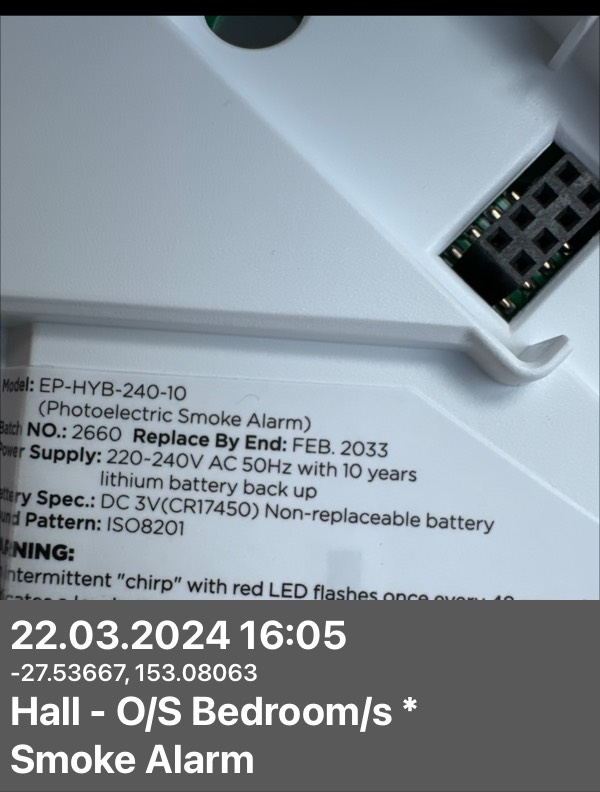 Model: EP-HYB-240-10
(Photoelectric Smoke Alarm)
Batch NO.: 2660 Replace By End: FEB. 2033
Power Supply: 220-240V AC 50Hz with 10 years
lithium battery back up
ttery Spec.: DC 3V(CR17450) Non-replaceable battery
und Pattern: ISO8201
RNING:
intermittent "chirp" with red LED flashes once every
22.03.2024 16:05
-27.53667, 153.08063
Hall - O/S Bedroom/s *
Smoke Alarm